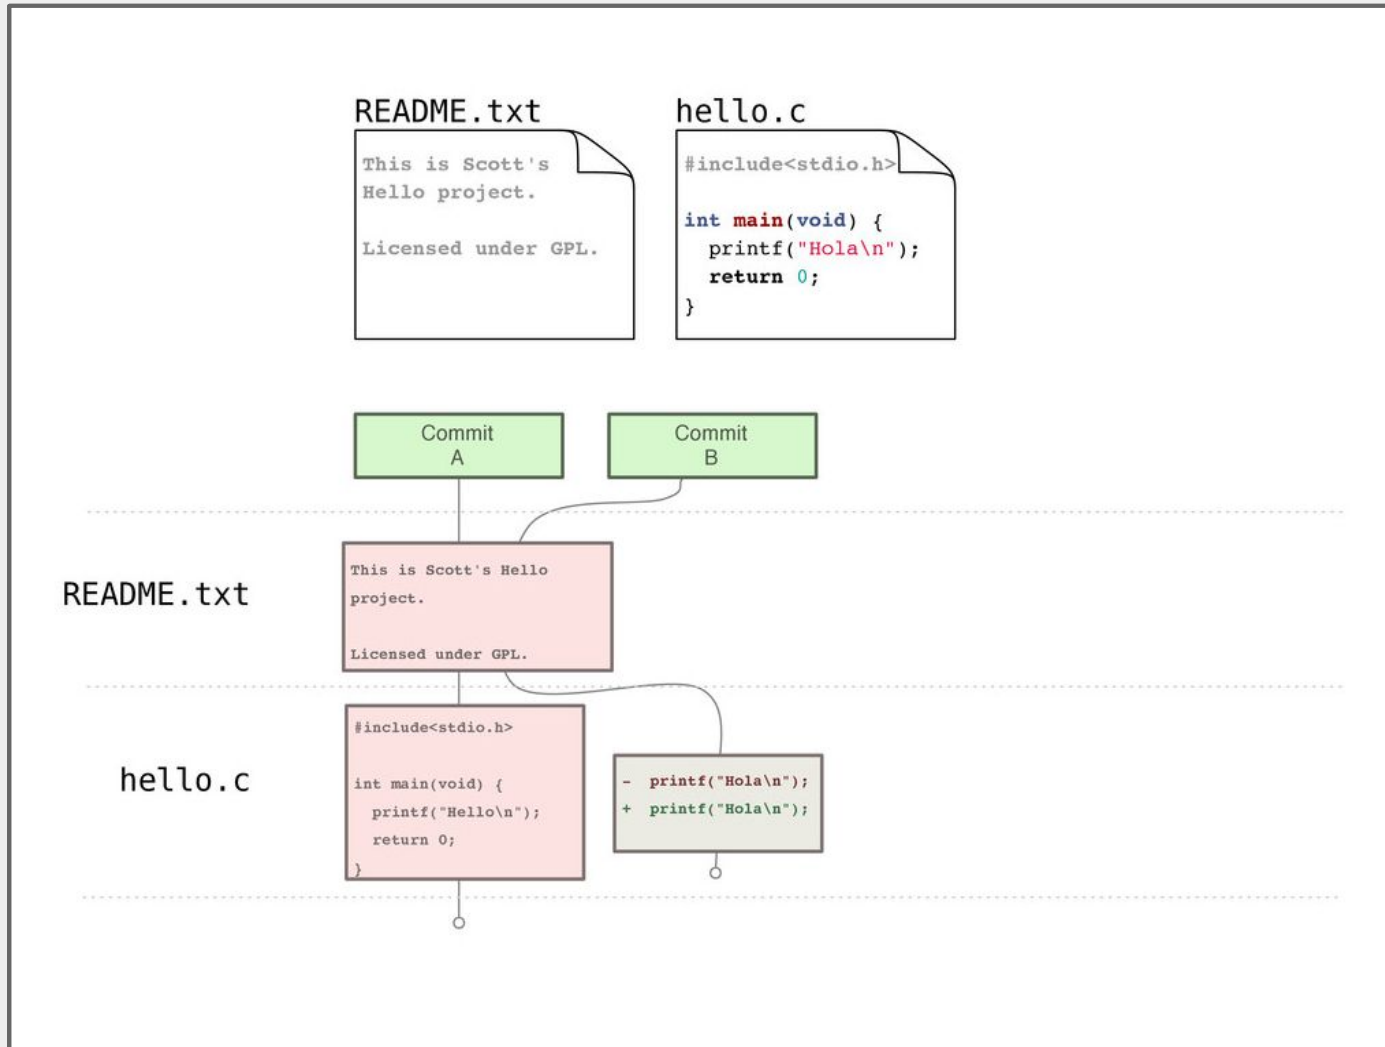 README.txt
This is Scott's
Hello project.
Licensed under GPL.
hello.c
#include<stdio.h>
int main(void) {
  printf("Hola\n");
  return 0;
}
Commit
A
Commit
B
README.txt
This is Scott's Hello
project.
Licensed under GPL.
hello.c
#include<stdio.h>
int main(void) {
  printf("Hello\n");
  return 0;
}
-  printf("Hola\n");
+  printf("Hola\n");